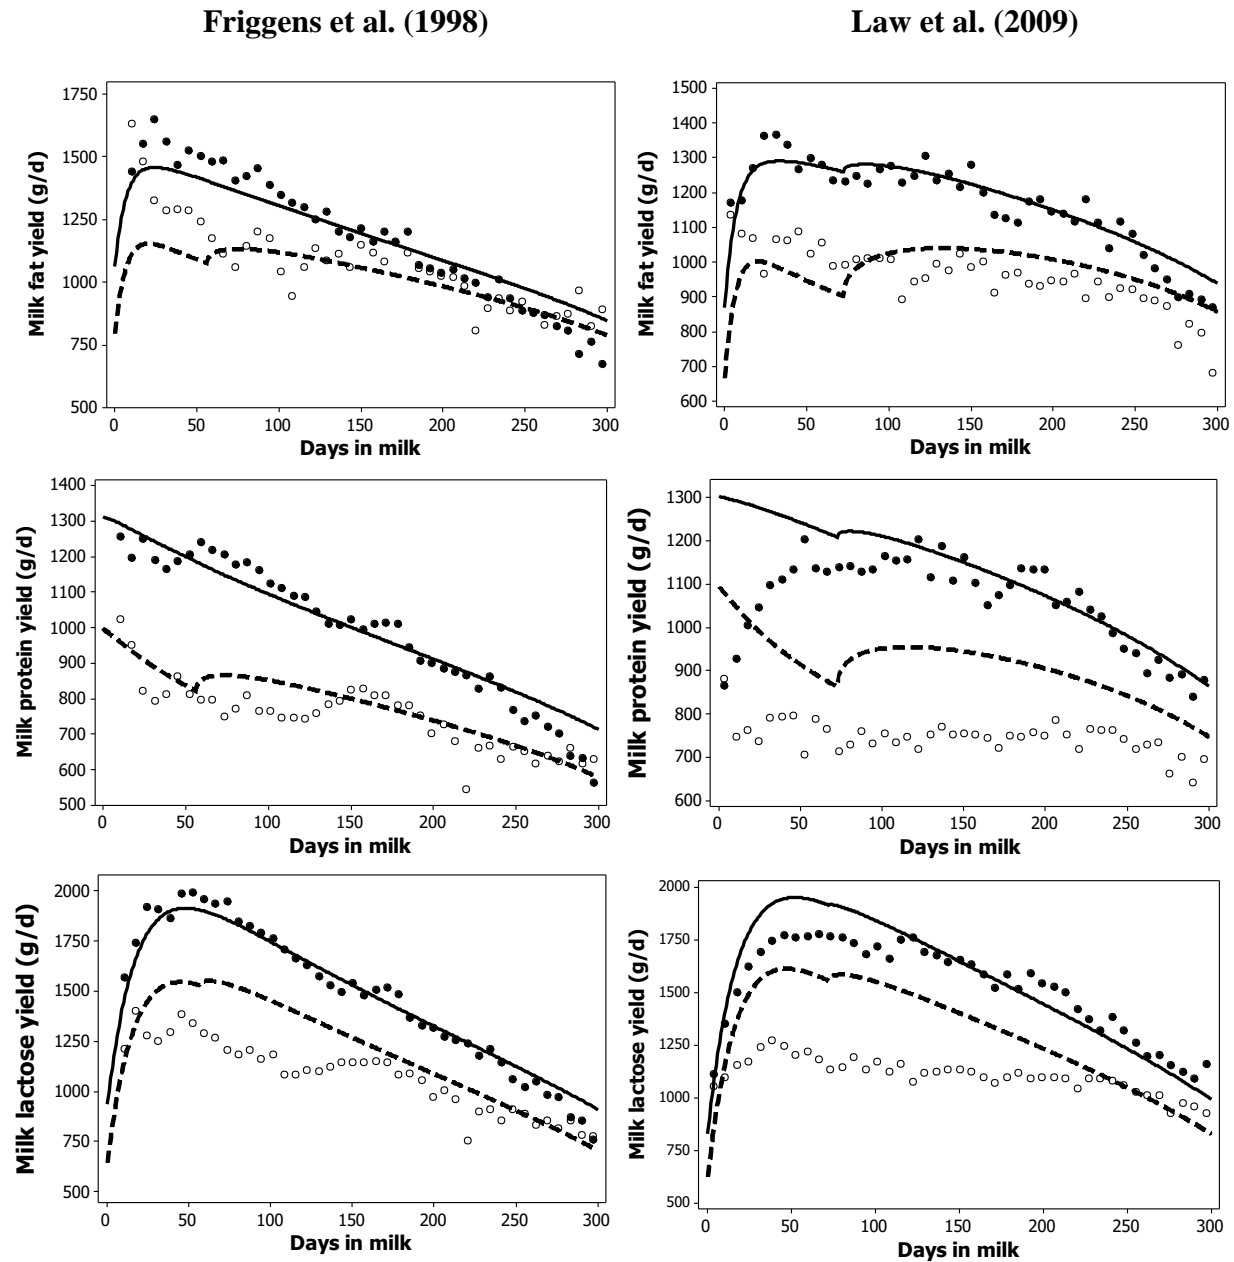 Friggens et al. (1998)
Law et al. (2009)
Milk fat yield (g/d)
1750
1500
1250
1000
750
500
0 50 100 150 200 250 300
Days in milk
Milk fat yield (g/d)
1500
1400
1300
1200
1100
1000
900
800
700
600
0 50 100 150 200 250 300
Days in milk
Milk protein yield (g/d)
1400
1300
1200
1100
1000
900
800
700
600
500
0 50 100 150 200 250 300
Days in milk
Milk protein yield (g/d)
1300
1200
1100
1000
900
800
700
600
0 50 100 150 200 250 300
Days in milk
Milk lactose yield (g/d)
2000
1750
1500
1250
1000
750
500
0 50 100 150 200 250 300
Days in milk
Milk lactose yield (g/d)
2000
1750
1500
1250
1000
750
500
0 50 100 150 200 250 300
Days in milk